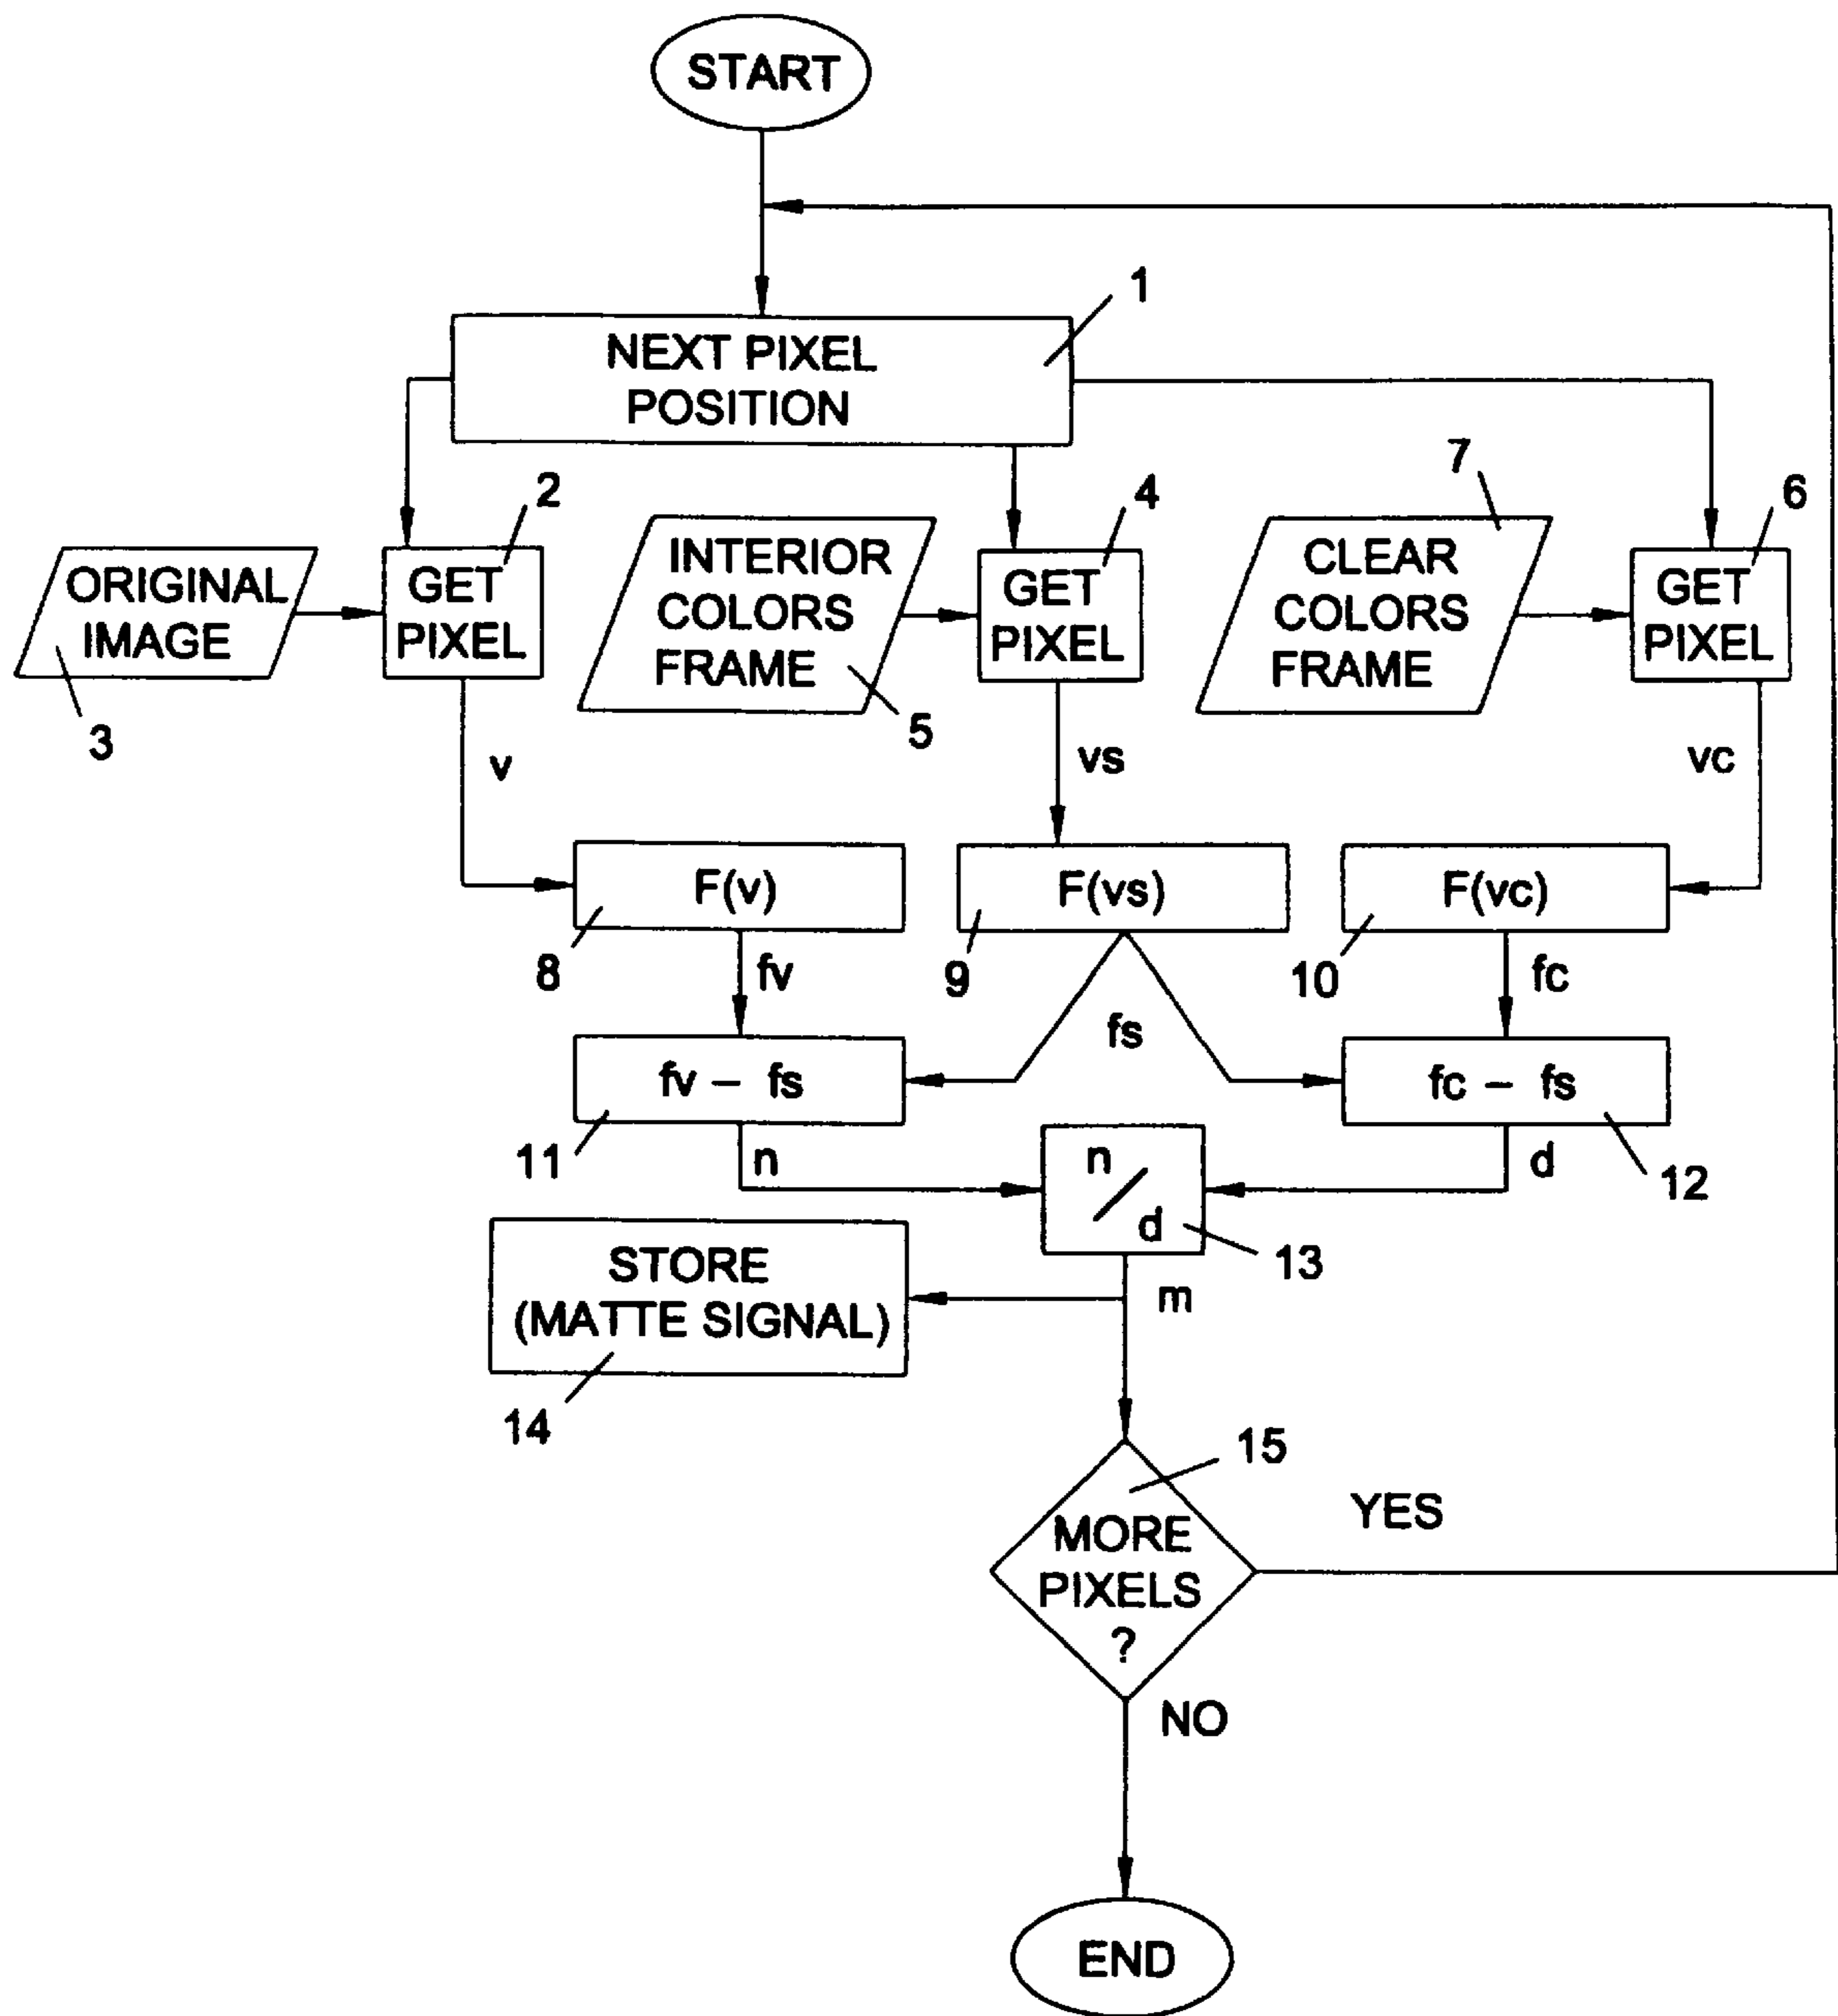 START
1
NEXT PIXEL
POSITION
2
4
7
6
ORIGINAL
IMAGE
3
GET
PIXEL
INTERIOR
COLORS
FRAME
5
GET
PIXEL
CLEAR
COLORS
FRAME
GET
PIXEL
v
vs
vc
F(v)
F(vs)
F(vc)
8
fv
9
10
fc
fs
fv – fs
fc – fs
11
n
n
/
d
d
12
13
STORE
(MATTE SIGNAL)
m
14
15
MORE
PIXELS
?
YES
NO
END